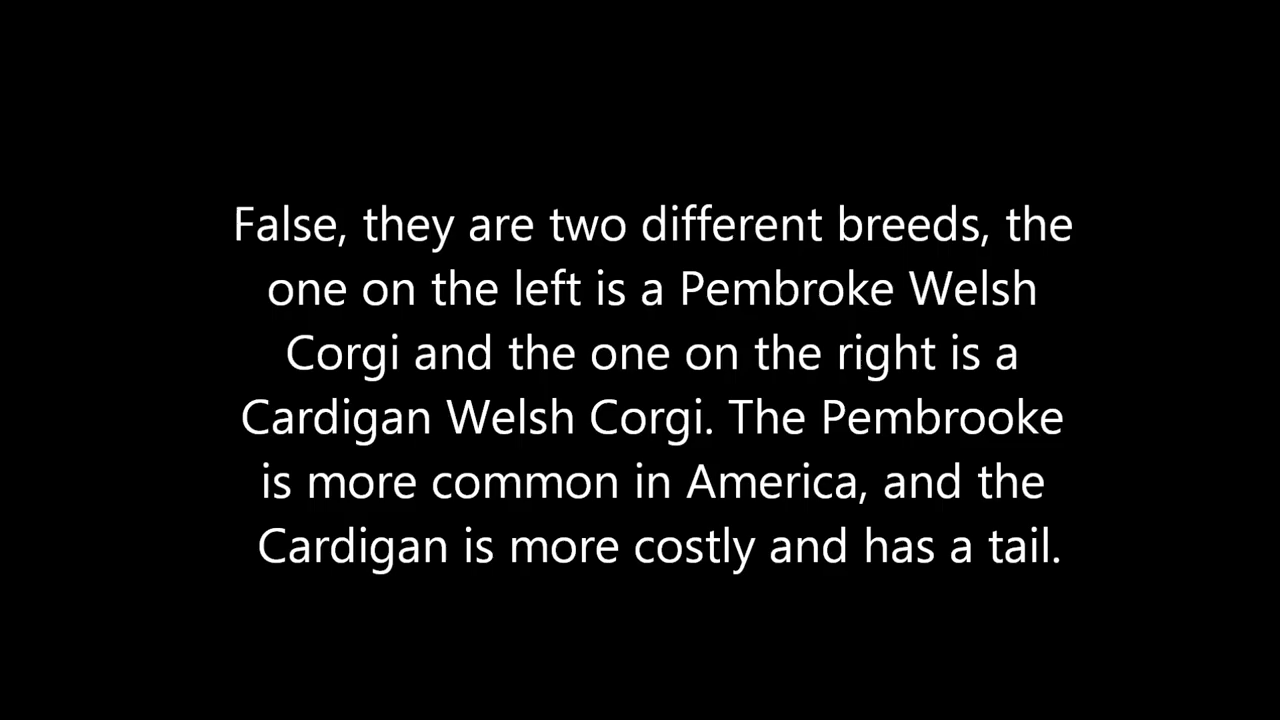 False, they are two different breeds, the
one on the left is a Pembroke Welsh
Corgi and the one on the right is a
Cardigan Welsh Corgi. The Pembrooke
is more common in America, and the
Cardigan is more costly and has a tail.